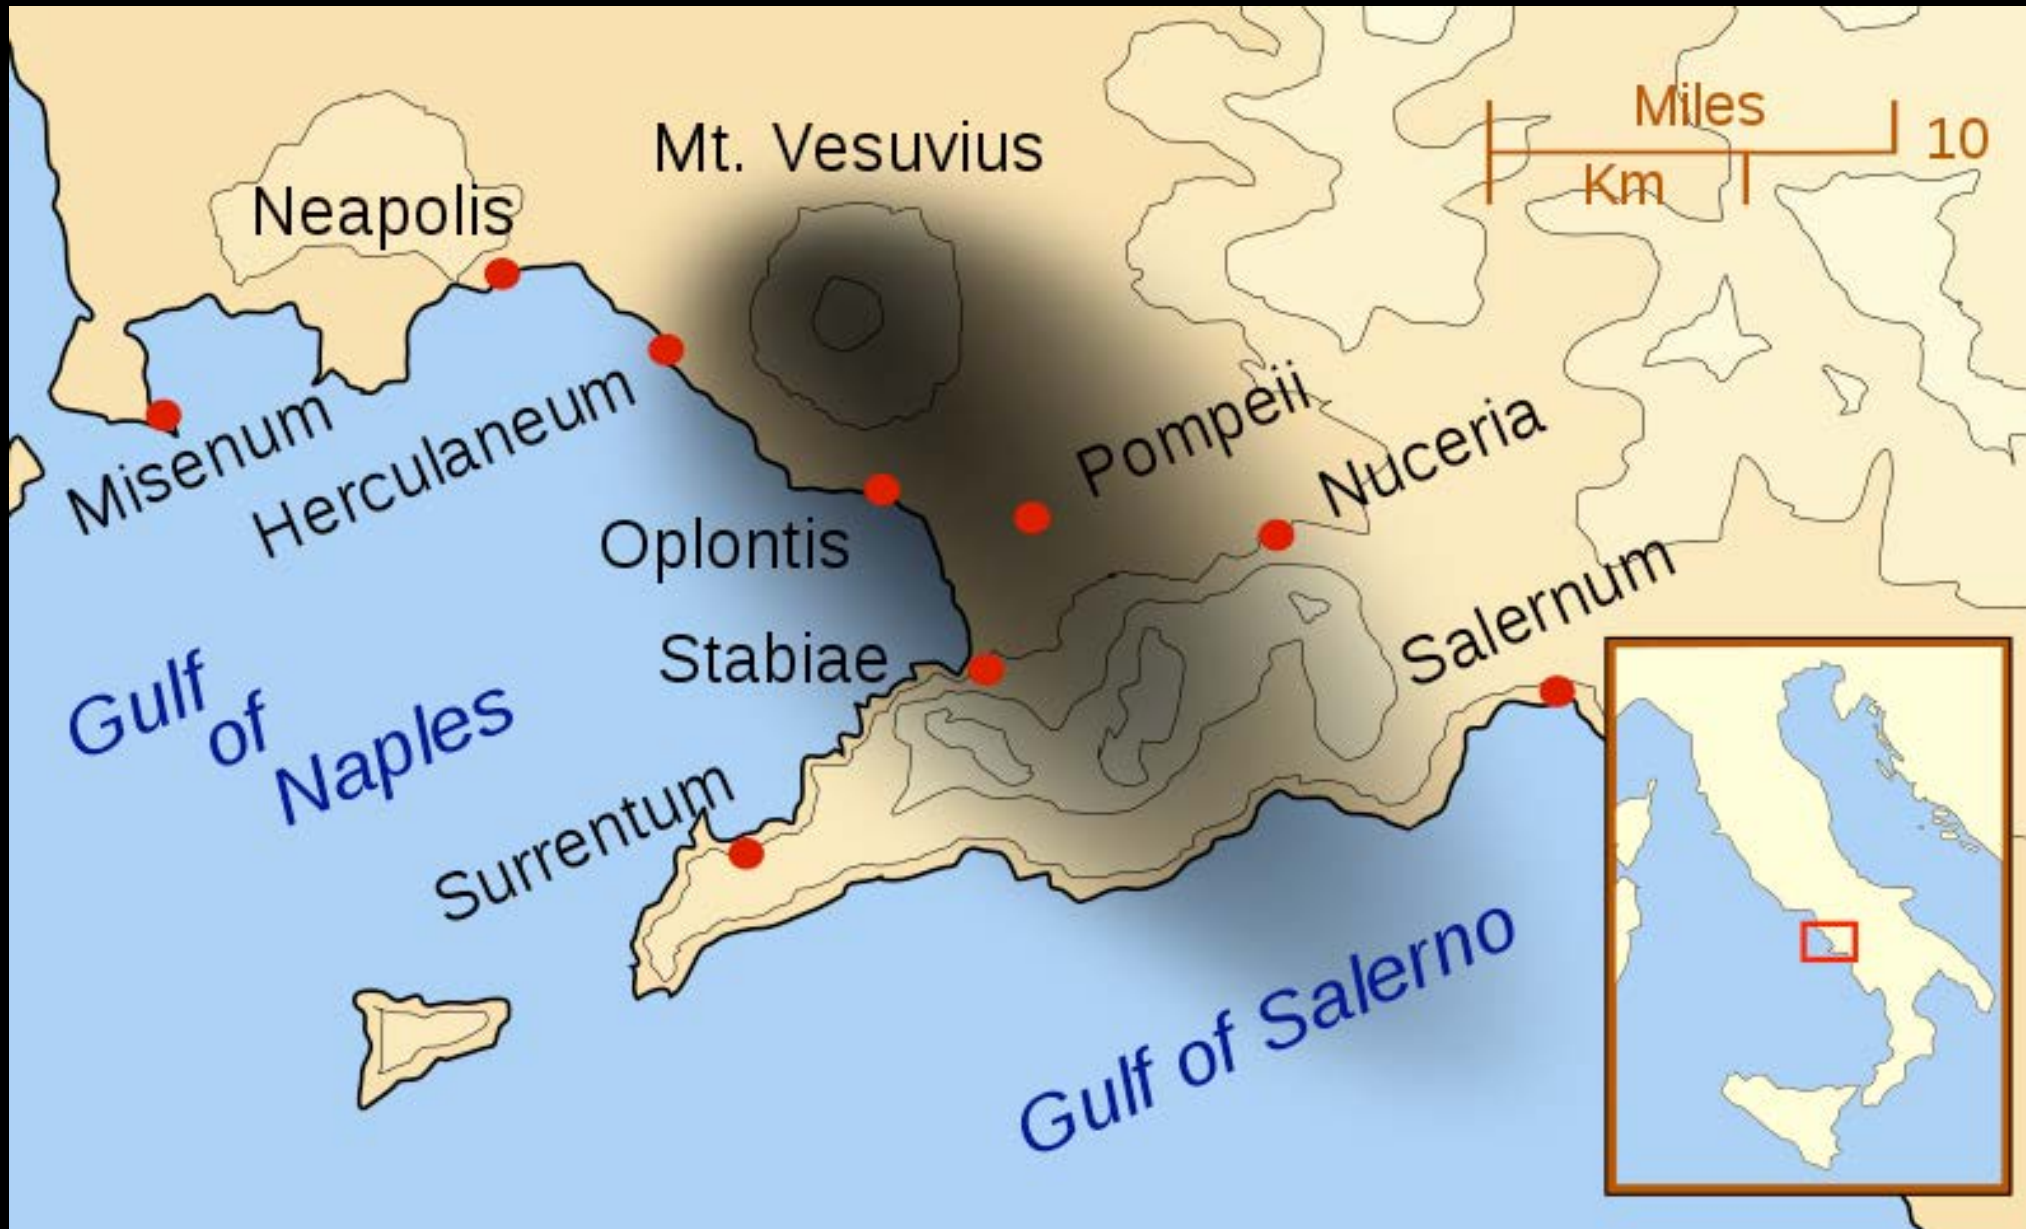 Miles
10
Km
Mt. Vesuvius
Neapolis
Misenum
Herculaneum
Pompeii
Nuceria
Oplontis
Stabiae
Salernum
Gulf
of
Naples
Surrentum
Gulf of Salerno